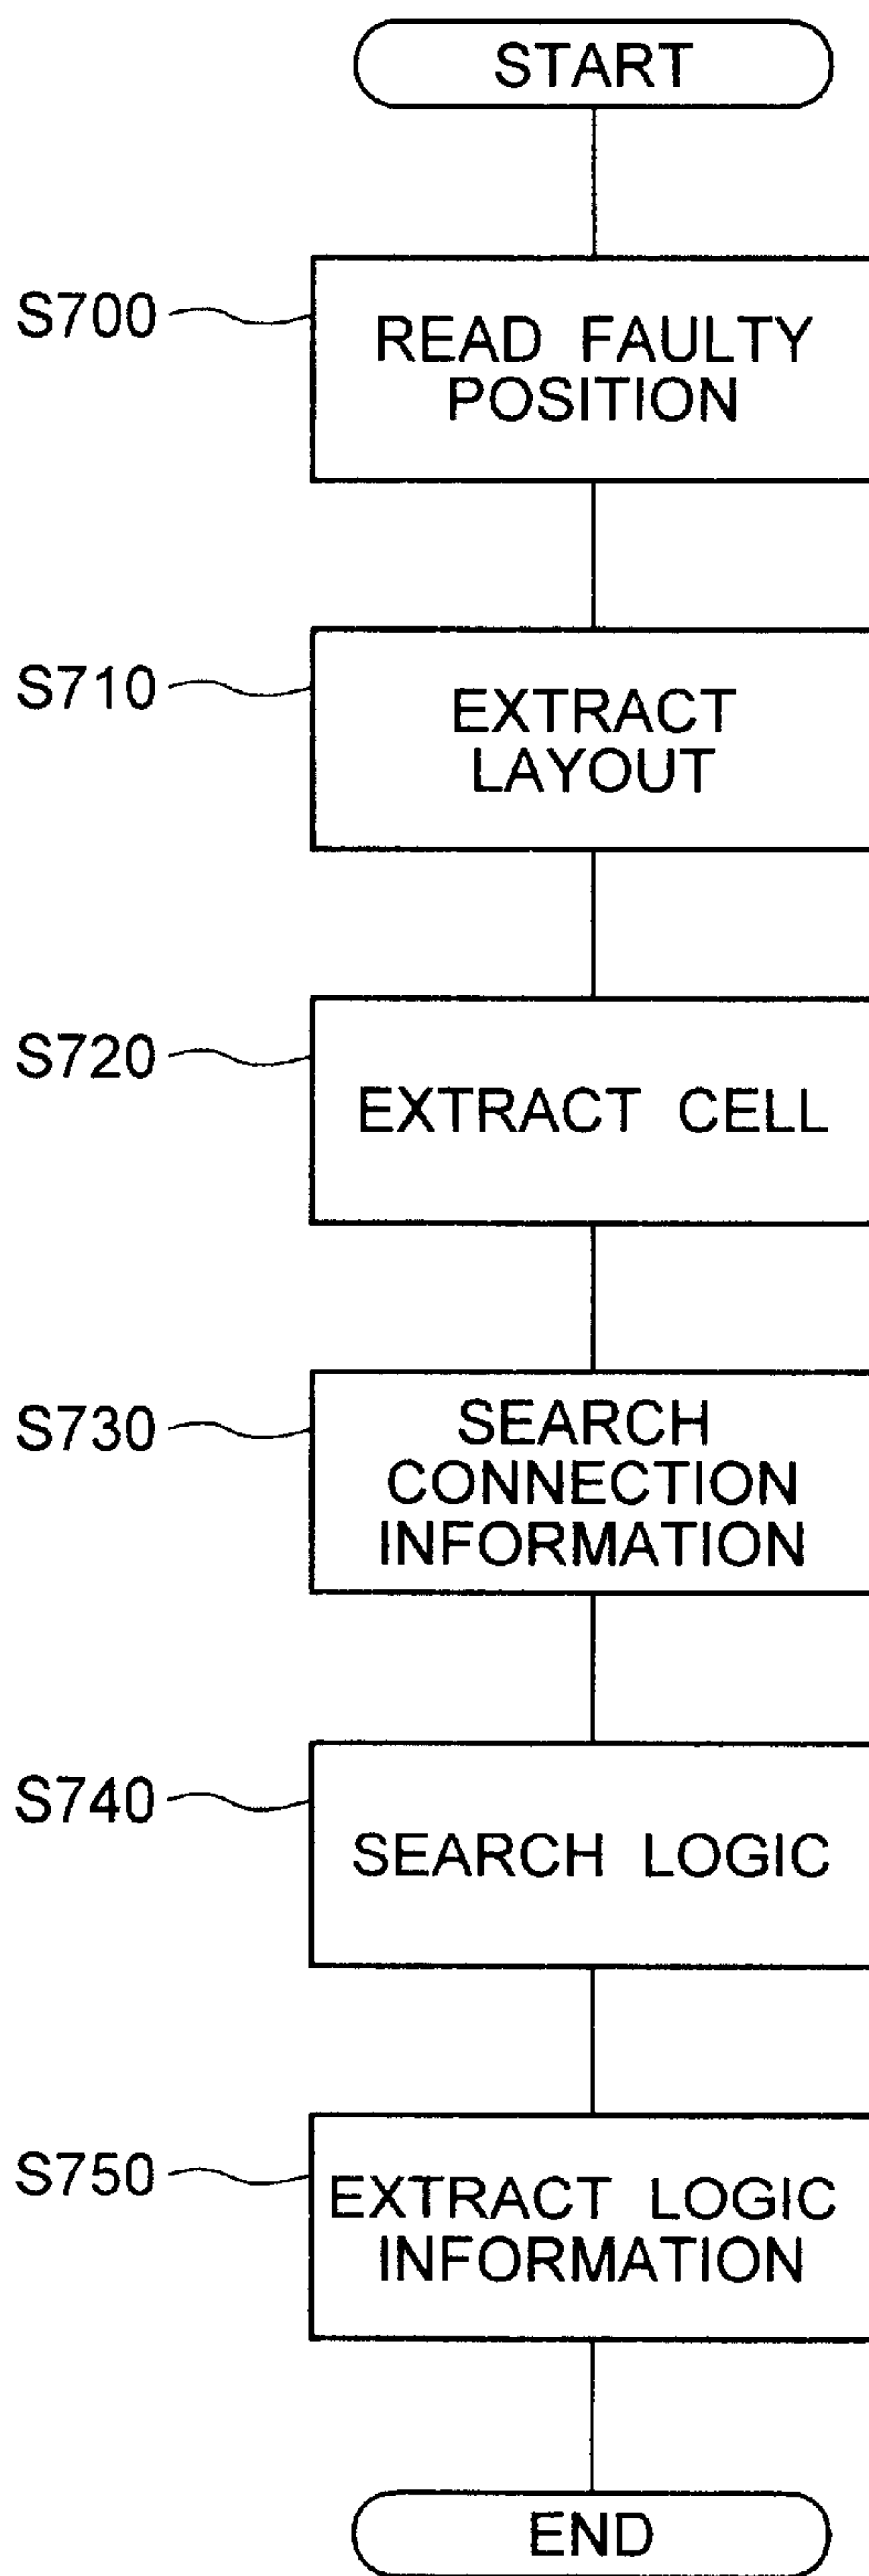 START
S700
READ FAULTY
POSITION
S710
EXTRACT
LAYOUT
S720
EXTRACT CELL
S730
SEARCH
CONNECTION
INFORMATION
S740
SEARCH LOGIC
S750
EXTRACT LOGIC
INFORMATION
END